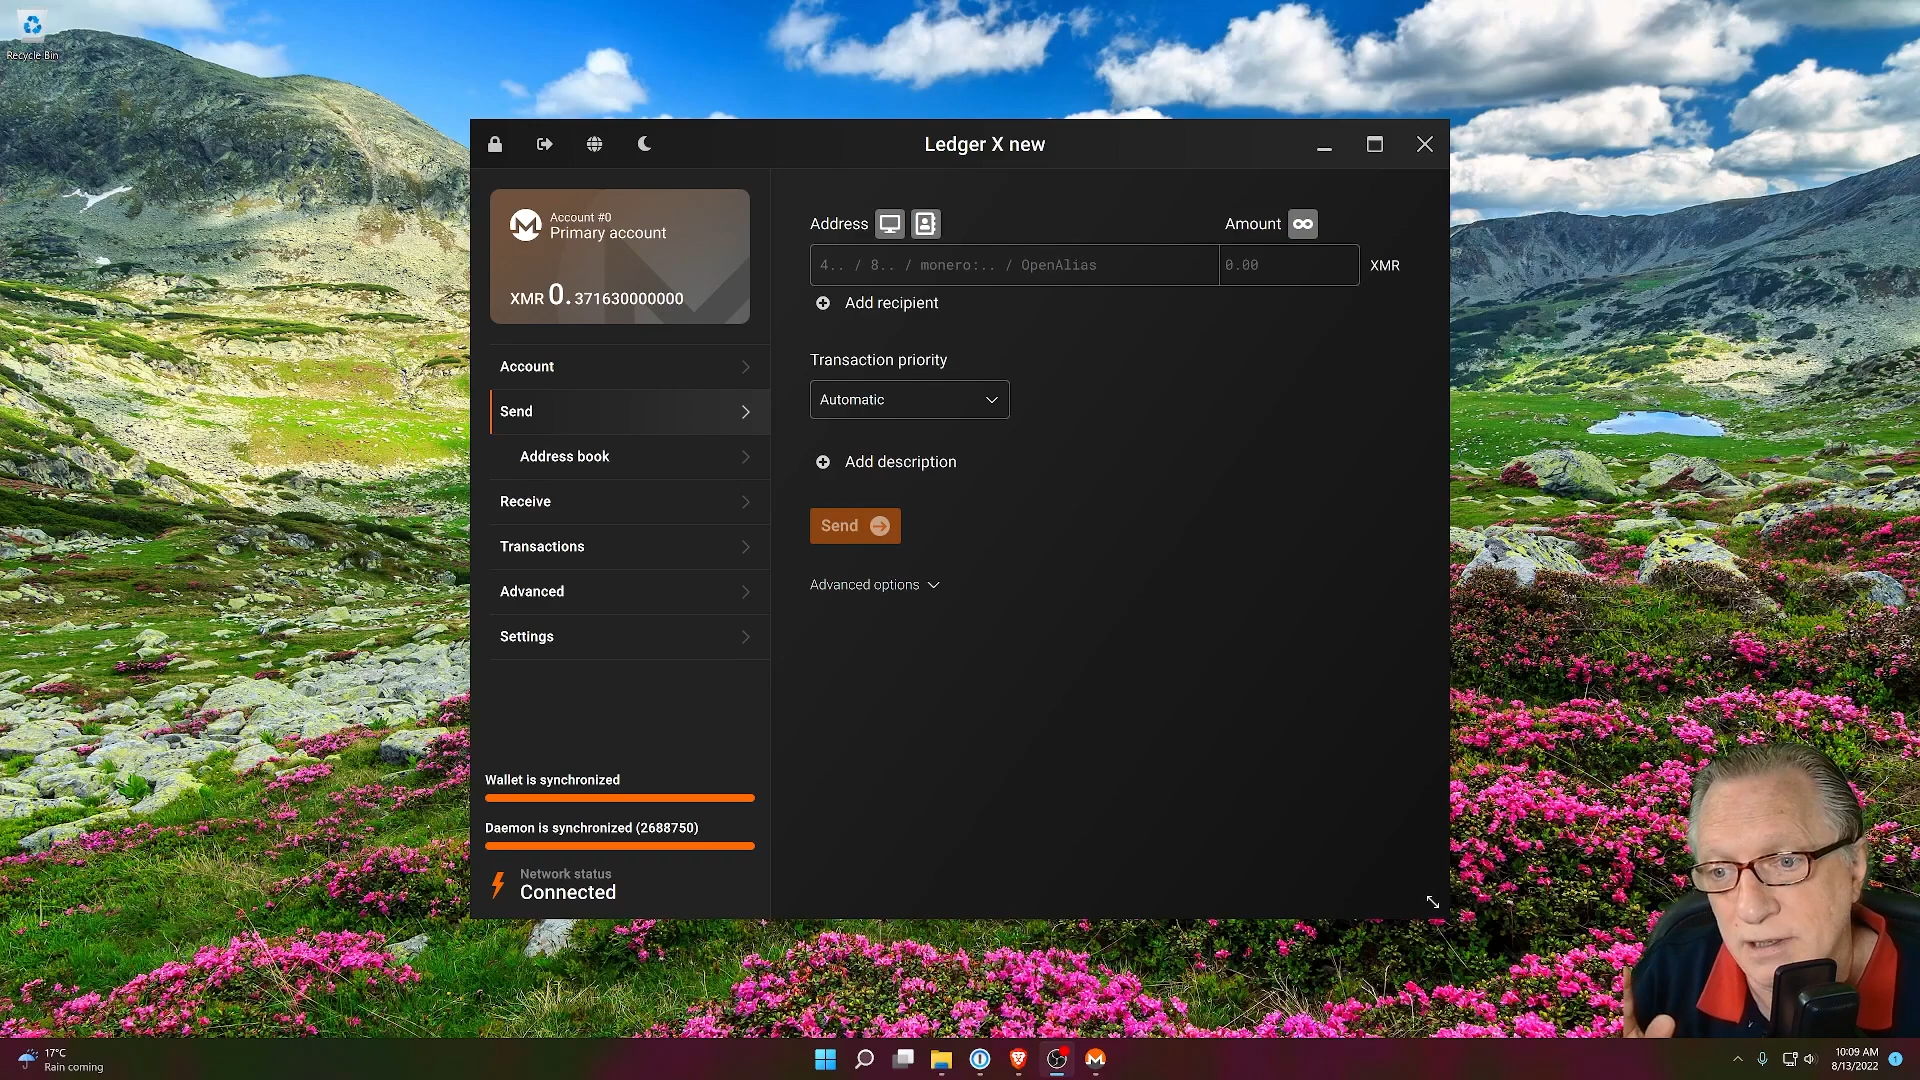 Recycle Bin
Ledger X new
Account #0
Primary account
XMR 0.371630000000
Account
Send
Address book
Receive
Transactions
Advanced
Settings
Wallet is synchronized
Daemon is synchronized (2688750)
Network status
Connected
Address
Amount
4.. / 8.. / monero:.. / OpenAlias
0.00
XMR
Add recipient
Transaction priority
Automatic
Add description
Send
Advanced options
17°C
Rain coming
10:09 AM
8/13/2022
1